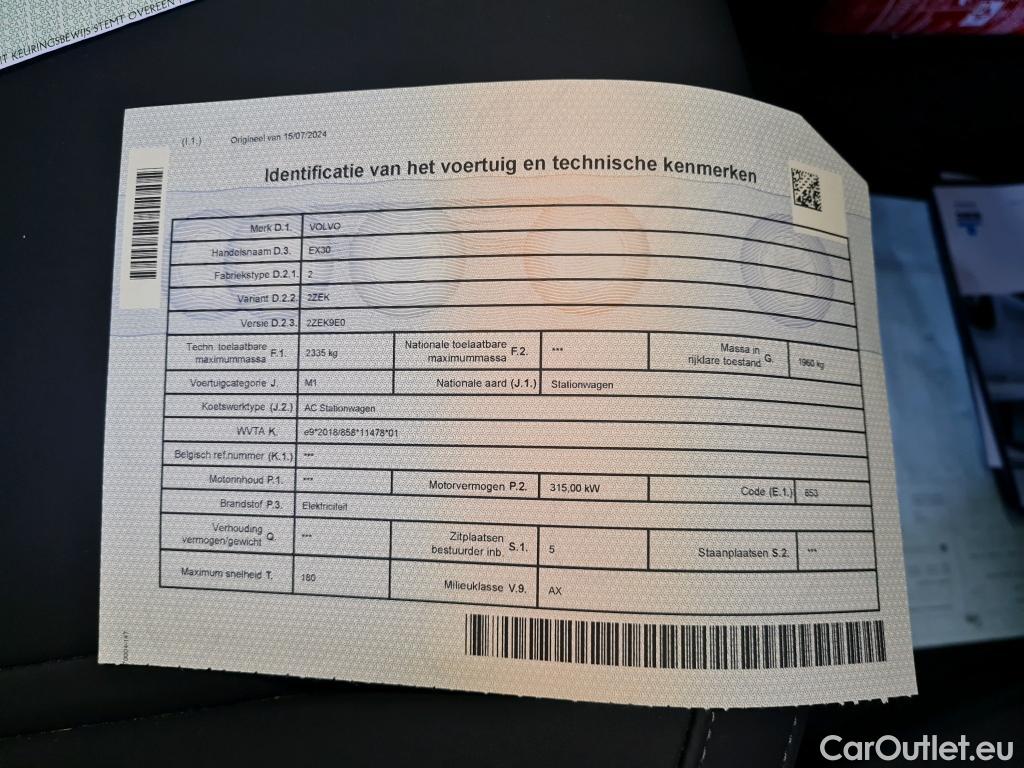 KEURINGSBEWIJS STEMT OVEREEN
(I.1.) Origineel van 15/07/2024
Identificatie van het voertuig en technische kenmerken
Merk D.1. VOLVO
Handelsnaam D.3. EX30
Fabriekstype D.2.1. 2
Variant D.2.2. 2ZEK
Versie D.2.3. 2ZEK9E0
Techn. toelaatbare maximummassa F.1. 2335 kg Nationale toelaatbare maximummassa F.2. *** Massa in rijklare toestand G. 1960 kg
Voertuigcategorie J. M1 Nationale aard (J.1.) Stationwagen
Koetswerktype (J.2.) AC Stationwagen
WVTA K. e9*2018/858*11478*01
Belgisch ref.nummer (K.1.) ***
Motorinhoud P.1. *** Motorvermogen P.2. 315,00 kW Code (E.1.) 653
Brandstof P.3. Elektriciteit
Verhouding vermogen/gewicht Q. *** Zitplaatsen bestuurder inb. S.1. 5 Staanplaatsen S.2. ***
Maximum snelheid T. 180 Milieuklasse V.9. AX
CarOutlet.eu